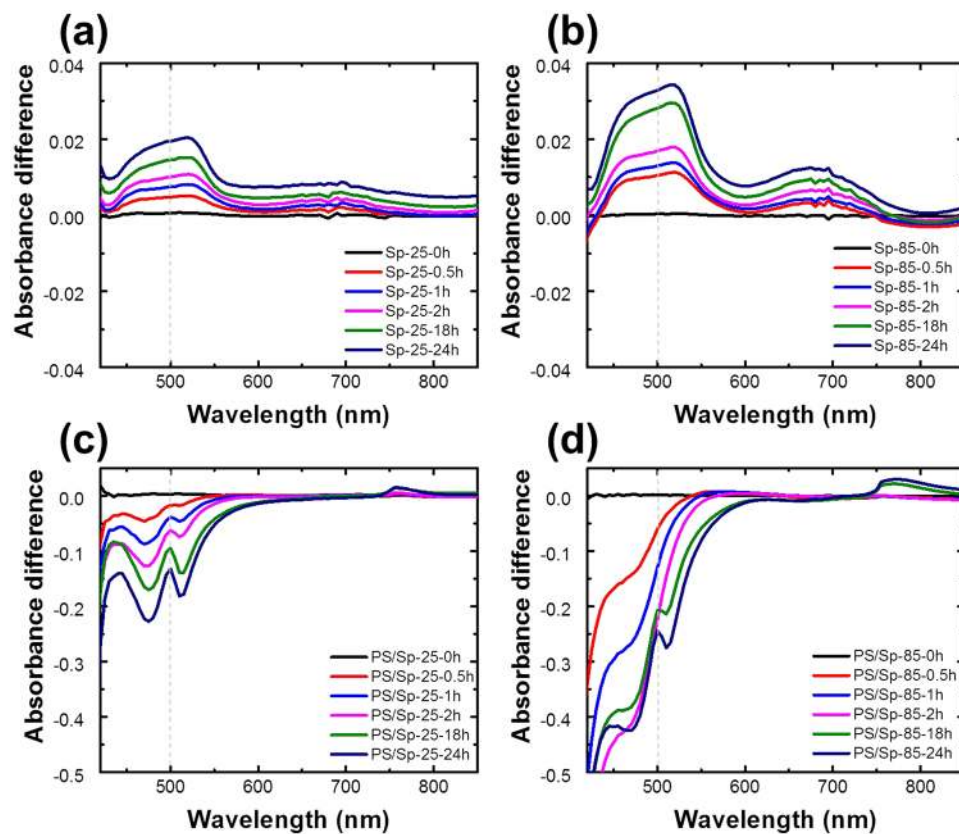 (a)
0.04
0.02
0.00
-0.02
-0.04
Absorbance difference
Sp-25-0h
Sp-25-0.5h
Sp-25-1h
Sp-25-2h
Sp-25-18h
Sp-25-24h
500 600 700 800
Wavelength (nm)
(b)
0.04
0.02
0.00
-0.02
-0.04
Absorbance difference
Sp-85-0h
Sp-85-0.5h
Sp-85-1h
Sp-85-2h
Sp-85-18h
Sp-85-24h
500 600 700 800
Wavelength (nm)
(c)
0.0
-0.1
-0.2
-0.3
-0.4
-0.5
Absorbance difference
PS/Sp-25-0h
PS/Sp-25-0.5h
PS/Sp-25-1h
PS/Sp-25-2h
PS/Sp-25-18h
PS/Sp-25-24h
500 600 700 800
Wavelength (nm)
(d)
0.0
-0.1
-0.2
-0.3
-0.4
-0.5
Absorbance difference
PS/Sp-85-0h
PS/Sp-85-0.5h
PS/Sp-85-1h
PS/Sp-85-2h
PS/Sp-85-18h
PS/Sp-85-24h
500 600 700 800
Wavelength (nm)